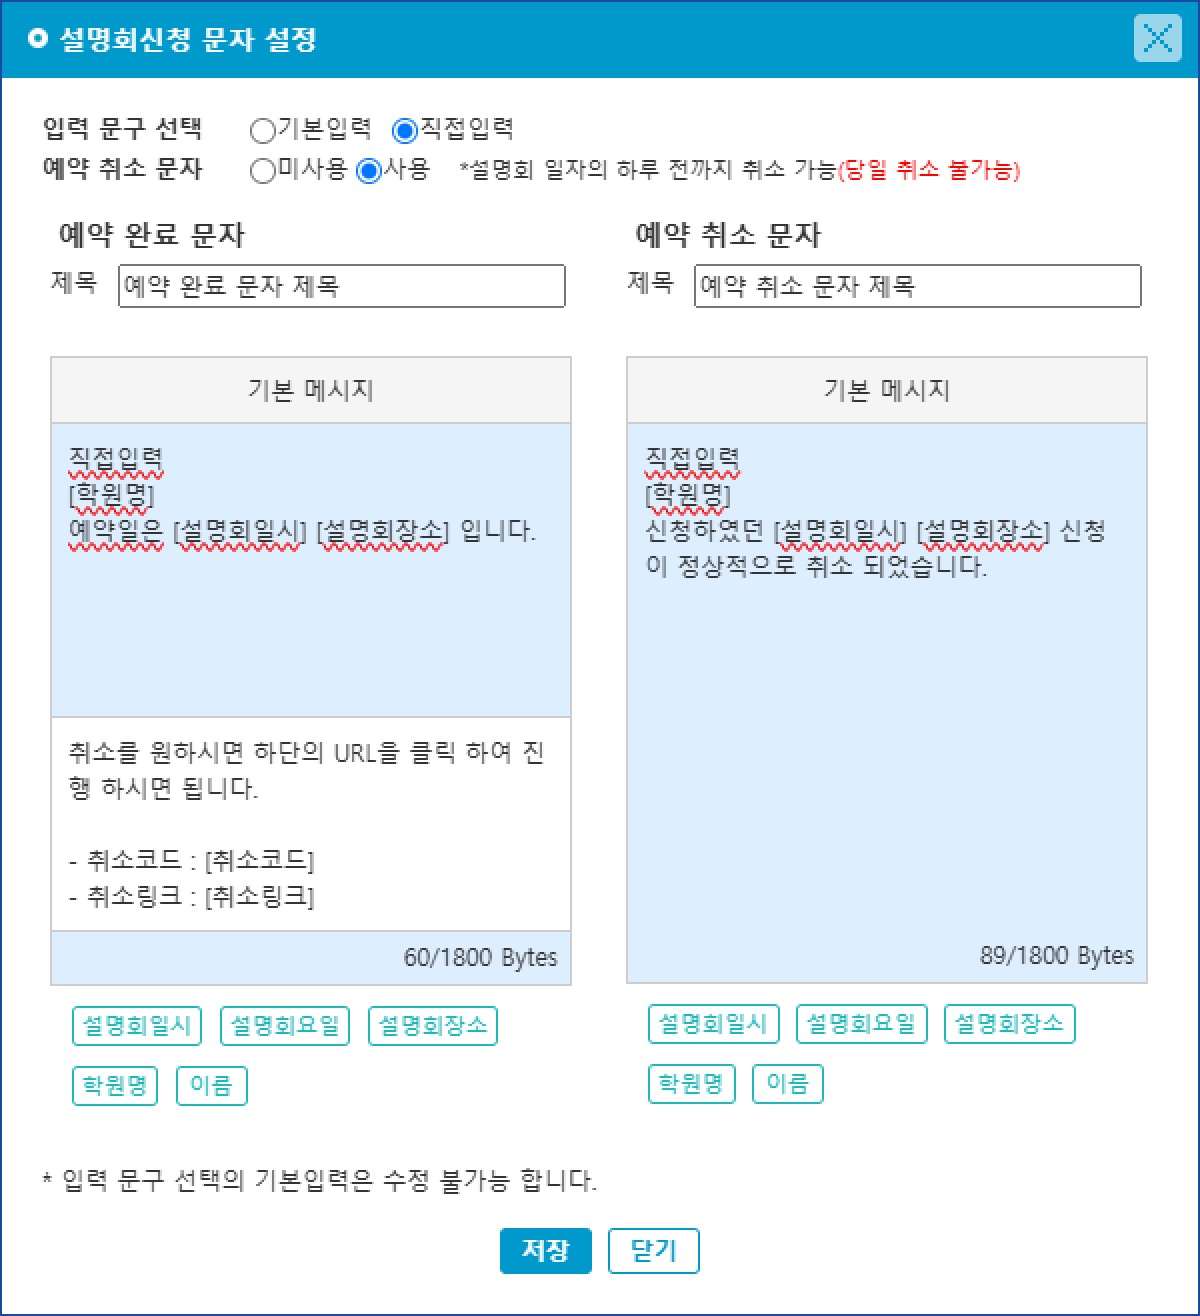 설명회신청 문자 설정
입력 문구 선택 기본입력 직접입력
예약 취소 문자 미사용 사용 *설명회 일자의 하루 전까지 취소 가능(당일 취소 불가능)
예약 완료 문자
제목 예약 완료 문자 제목
기본 메시지
직접입력
[학원명]
예약일은 [설명회일시] [설명회장소] 입니다.
취소를 원하시면 하단의 URL을 클릭 하여 진
행 하시면 됩니다.
- 취소코드 : [취소코드]
- 취소링크 : [취소링크]
60/1800 Bytes
설명회일시 설명회요일 설명회장소
학원명 이름
예약 취소 문자
제목 예약 취소 문자 제목
기본 메시지
직접입력
[학원명]
신청하였던 [설명회일시] [설명회장소] 신청
이 정상적으로 취소 되었습니다.
89/1800 Bytes
설명회일시 설명회요일 설명회장소
학원명 이름
* 입력 문구 선택의 기본입력은 수정 불가능 합니다.
저장 닫기